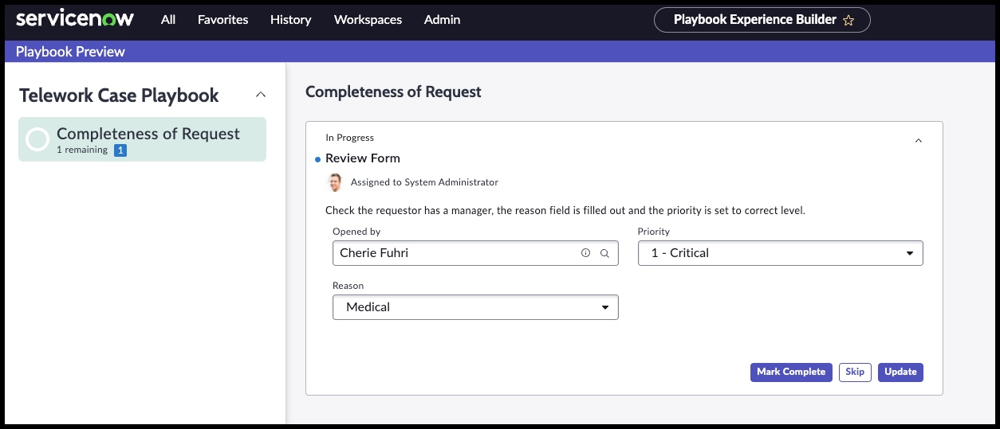 servicenow All Favorites History Workspaces Admin Playbook Experience Builder
Playbook Preview
Telework Case Playbook
Completeness of Request
1 remaining 1
Completeness of Request
In Progress
Review Form
Assigned to System Administrator
Check the requestor has a manager, the reason field is filled out and the priority is set to correct level.
Opened by Priority
Cherie Fuhri 1 - Critical
Reason
Medical
Mark Complete Skip Update